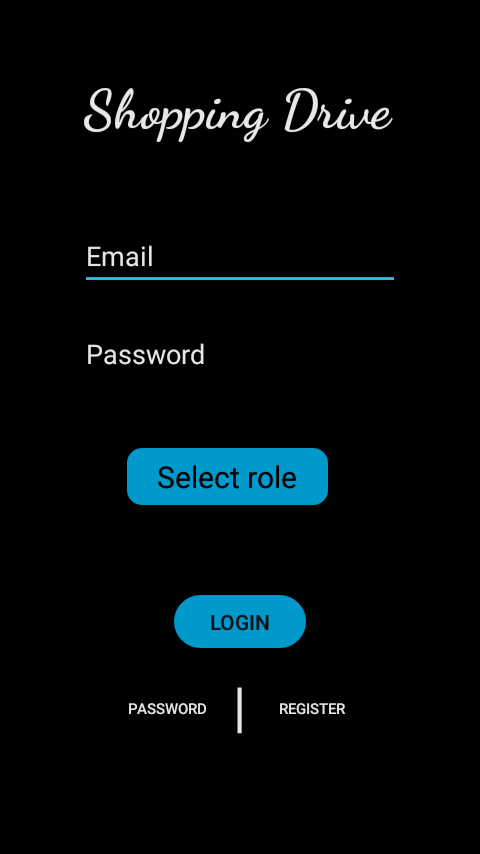 Shopping Drive
Email
Password
Select role
LOGIN
PASSWORD
REGISTER